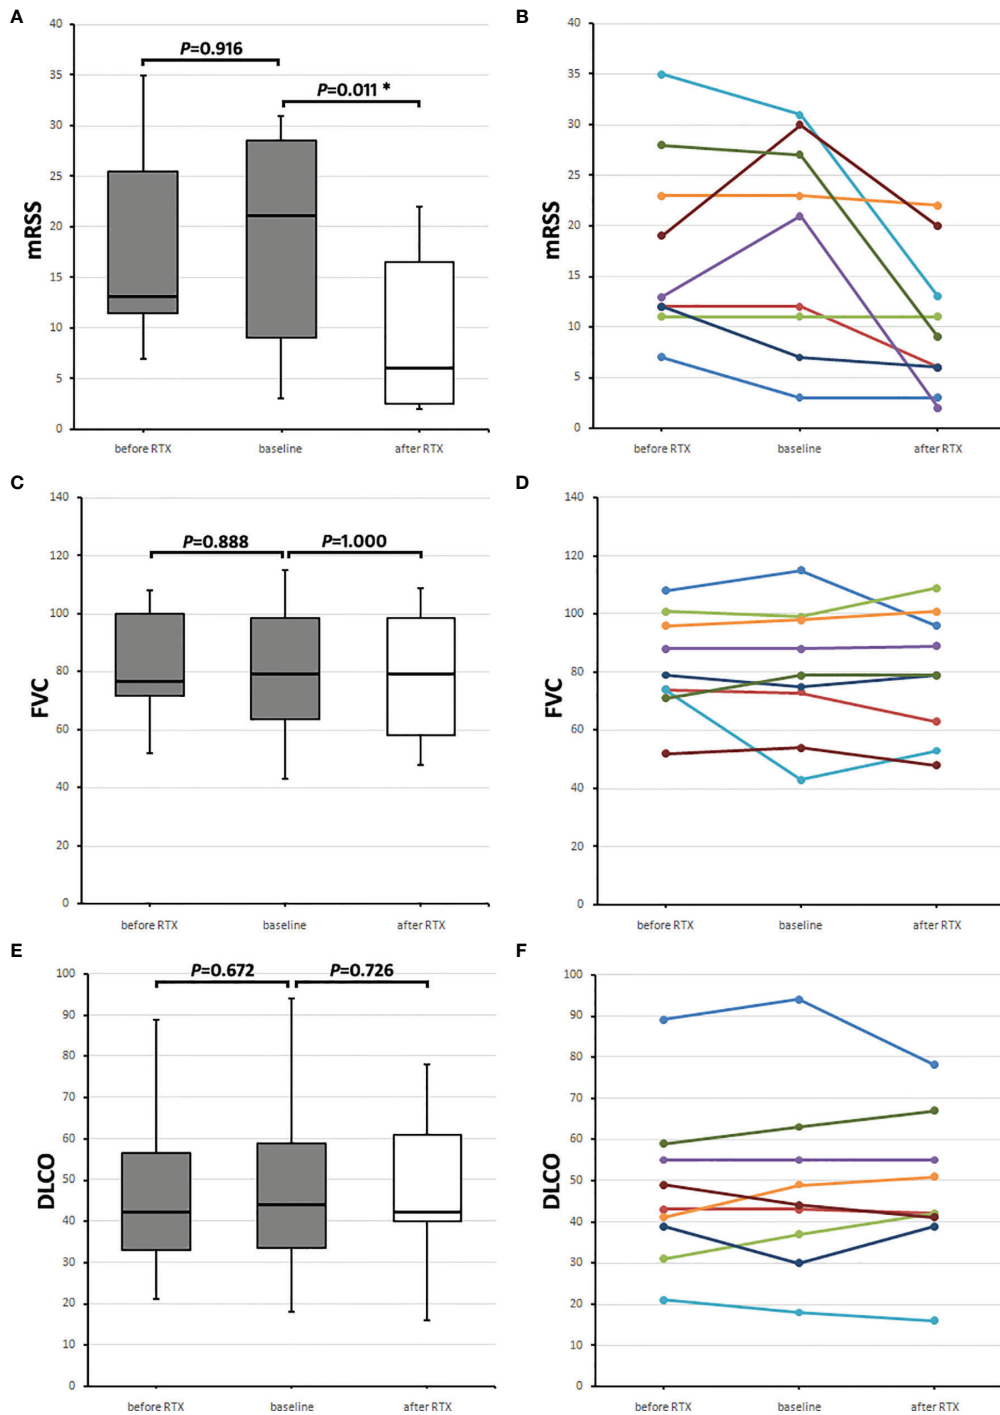 A
40
35
30
25
20
15
10
5
0
mRSS
P=0.916
P=0.011 *
before RTX baseline after RTX
B
40
35
30
25
20
15
10
5
0
mRSS
before RTX baseline after RTX
C
140
120
100
80
60
40
20
0
FVC
P=0.888 P=1.000
before RTX baseline after RTX
D
140
120
100
80
60
40
20
0
FVC
before RTX baseline after RTX
E
100
90
80
70
60
50
40
30
20
10
0
DLCO
P=0.672 P=0.726
before RTX baseline after RTX
F
100
90
80
70
60
50
40
30
20
10
0
DLCO
before RTX baseline after RTX